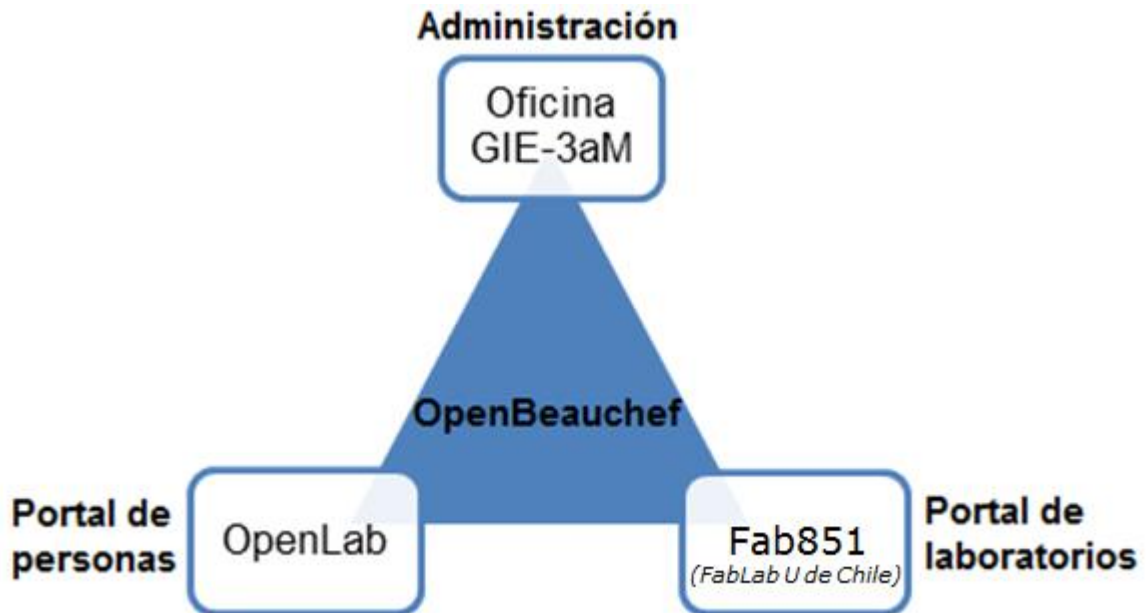 Administración
Oficina
GIE-3aM
OpenBeauchef
Portal de
personas
OpenLab
Fab851
(FabLab U de Chile)
Portal de
laboratorios